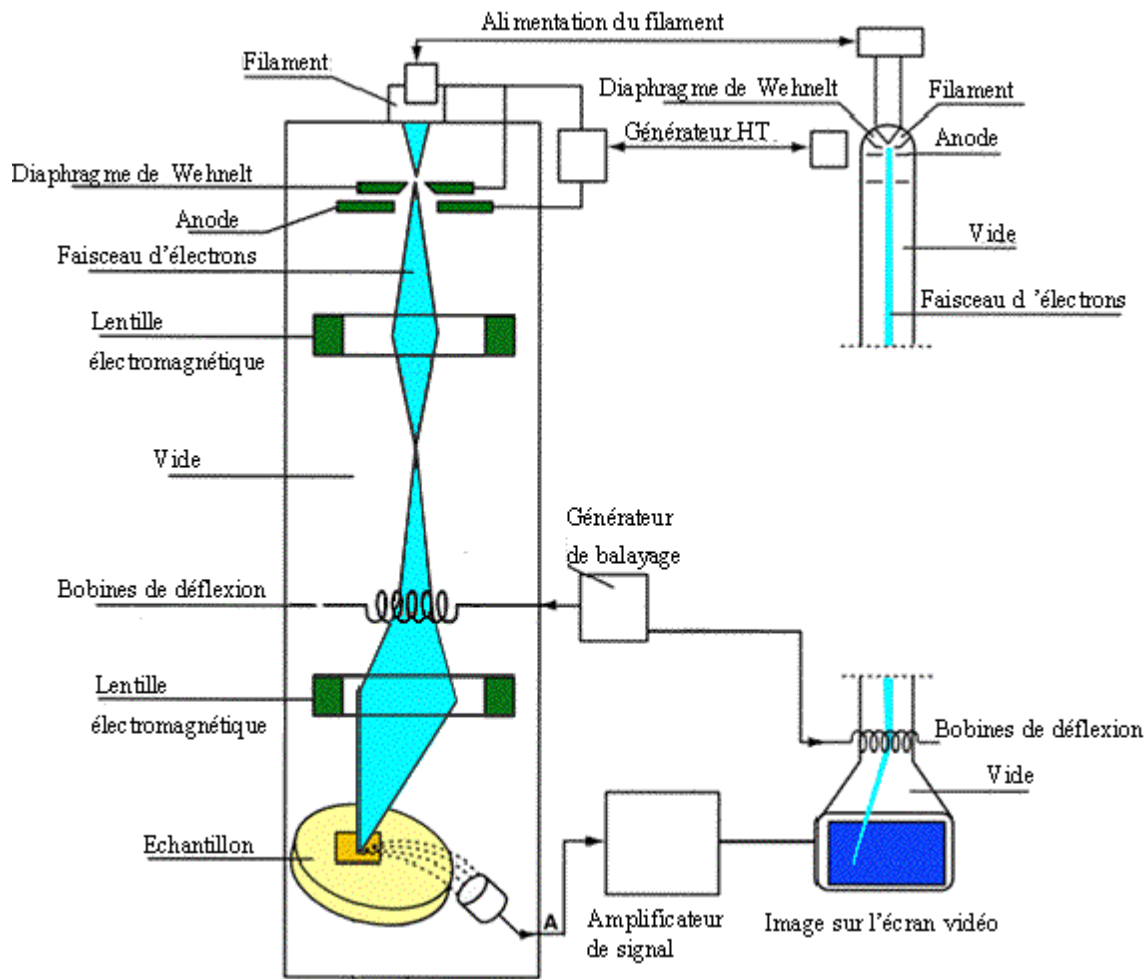 Alimentation du filament
Filament
Diaphragme de Wehnelt
Filament
Générateur HT
Anode
Diaphragme de Wehnelt
Anode
Vide
Faisceau d'électrons
Faisceau d 'électrons
Lentille
électromagnétique
Vide
Générateur
de balayage
Bobines de déflexion
Lentille
électromagnétique
Bobines de déflexion
Vide
Echantillon
A
Amplificateur
de signal
Image sur l'écran vidéo